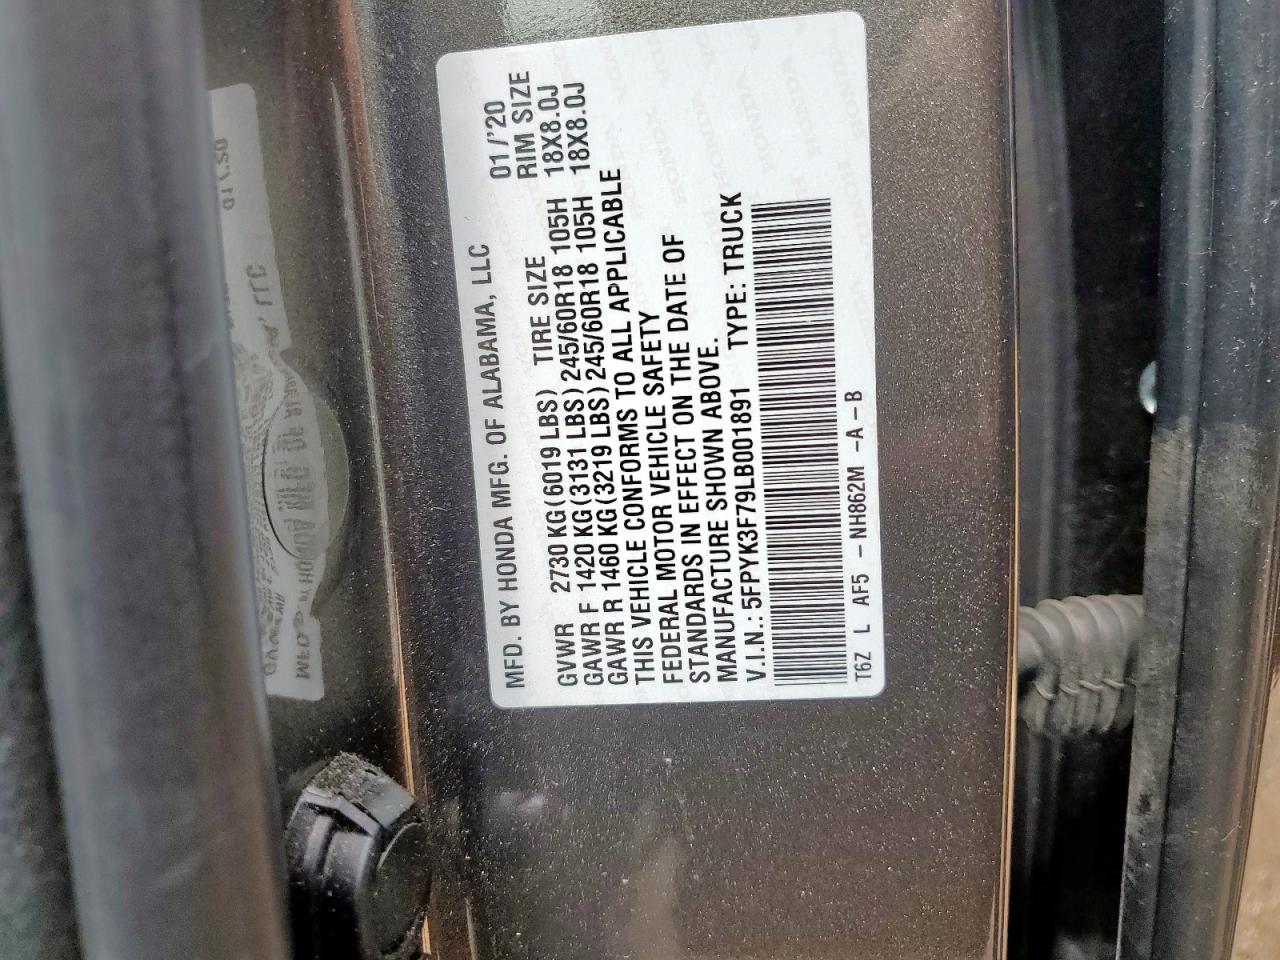 MFD. BY HONDA MFG. OF ALABAMA, LLC 01/'20
GVWR 2730 KG(6019 LBS) TIRE SIZE RIM SIZE
GAWR F 1420 KG(3131 LBS) 245/60R18 105H 18X8.0J
GAWR R 1460 KG(3219 LBS) 245/60R18 105H 18X8.0J
THIS VEHICLE CONFORMS TO ALL APPLICABLE
FEDERAL MOTOR VEHICLE SAFETY
STANDARDS IN EFFECT ON THE DATE OF
MANUFACTURE SHOWN ABOVE.
V.I.N.: 5FPYK3F79LB001891 TYPE: TRUCK
T6Z L AF5 -NH862M -A -B